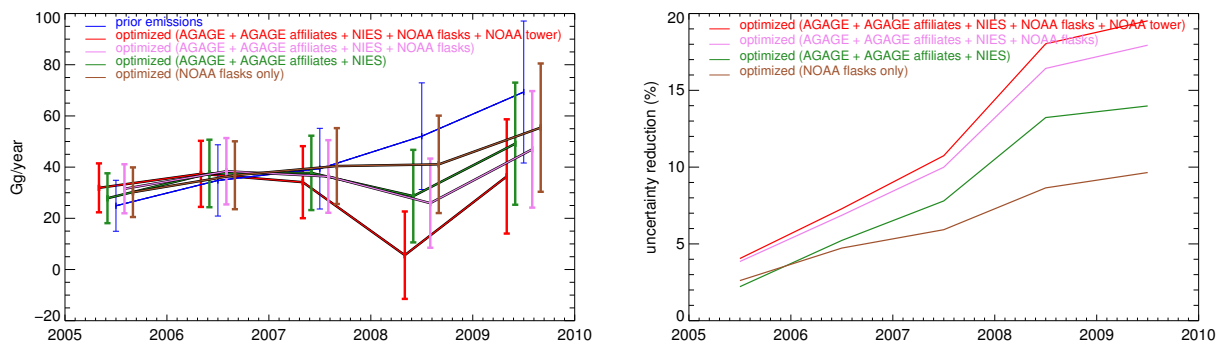 100
80
60
40
20
0
−20
Gg/year
prior emissions
optimized (AGAGE + AGAGE affiliates + NIES + NOAA flasks + NOAA tower)
optimized (AGAGE + AGAGE affiliates + NIES + NOAA flasks)
optimized (AGAGE + AGAGE affiliates + NIES)
optimized (NOAA flasks only)
2005 2006 2007 2008 2009 2010
20
15
10
5
0
uncertainty reduction (%)
optimized (AGAGE + AGAGE affiliates + NIES + NOAA flasks + NOAA tower)
optimized (AGAGE + AGAGE affiliates + NIES + NOAA flasks)
optimized (AGAGE + AGAGE affiliates + NIES)
optimized (NOAA flasks only)
2005 2006 2007 2008 2009 2010